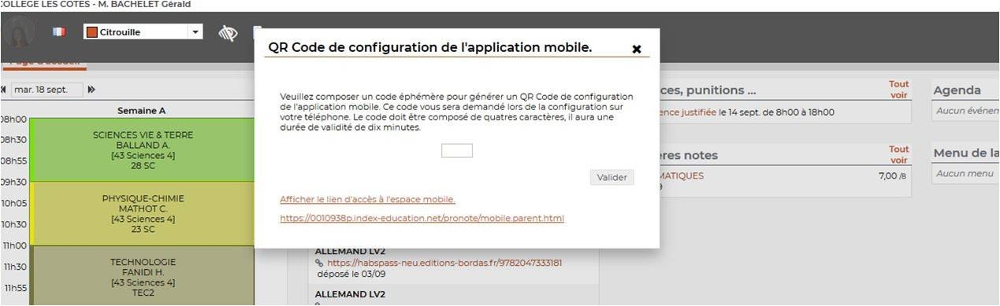 COLLEGE LES COTES - M. BACHELET Gérald
Citrouille
QR Code de configuration de l'application mobile.
Page d'accueil
mar. 18 sept.
Semaine A
08h00
08h30
08h55
09h30
10h05
10h30
11h00
11h30
11h55
SCIENCES VIE & TERRE
BALLAND A.
[43 Sciences 4]
28 SC
PHYSIQUE-CHIMIE
MATHOT C.
[43 Sciences 4]
23 SC
TECHNOLOGIE
FANIDI H.
[43 Sciences 4]
TEC2
Veuillez composer un code éphémère pour générer un QR Code de configuration
de l'application mobile. Ce code vous sera demandé lors de la configuration sur
votre téléphone. Le code doit être composé de quatres caractères, il aura une
durée de validité de dix minutes.
Valider
Afficher le lien d'accès à l'espace mobile.
https://0010938p.index-education.net/pronote/mobile.parent.html
ALLEMAND LV2
https://habspass-neu.editions-bordas.fr/9782047333181
déposé le 03/09
ALLEMAND LV2
ces, punitions ...
Tout
voir
ence justifiée le 14 sept. de 8h00 à 18h00
ères notes
Tout
voir
MATIQUES
7,00 /8
9
Agenda
Aucun événem
Menu de la
Aucun menu